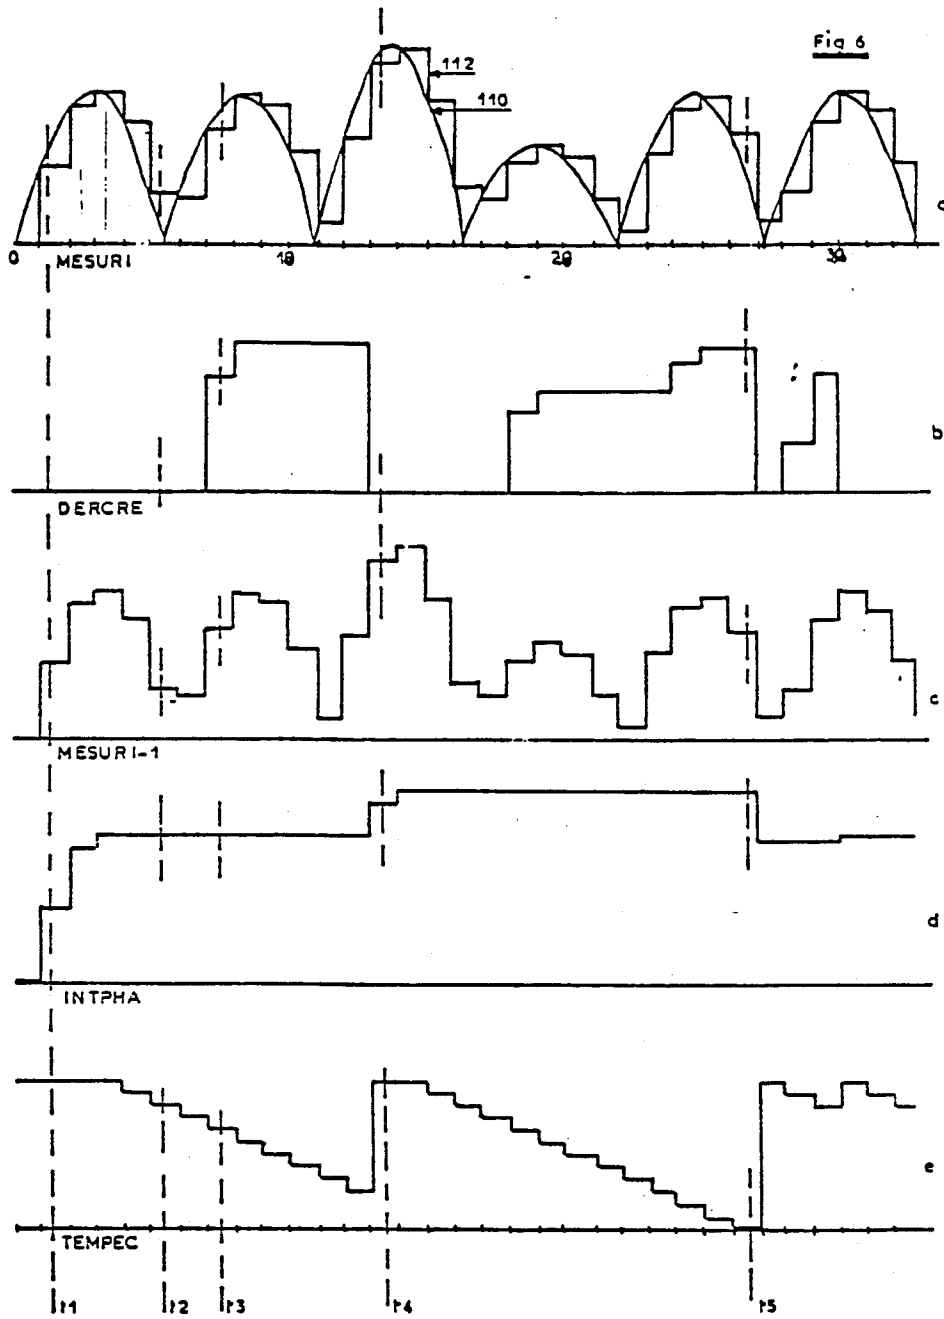 Fig 6
112
110
a
0 10 20 30
MESURI
b
DERCRE
c
MESURI-1
d
INTPHA
e
TEMPEC
t1 t2 t3 t4 t5